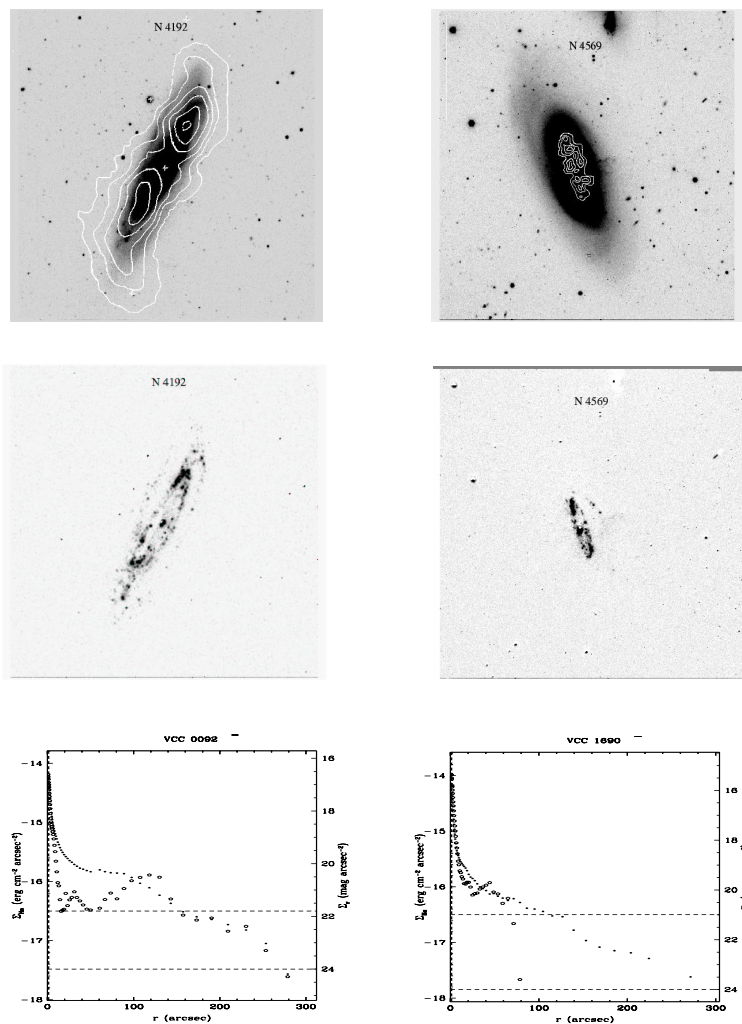 N 4192
N 4569
N 4192
N 4569
VCC 0092
−14
−15
−16
−17
−18
16
18
20
22
24
0
100
200
300
r (arcsec)
Σ_Hα (erg cm⁻² arcsec⁻²)
Σ_r (mag arcsec⁻²)
VCC 1690
−14
−15
−16
−17
−18
16
18
20
22
24
0
100
200
300
r (arcsec)
Σ_Hα (erg cm⁻² arcsec⁻²)